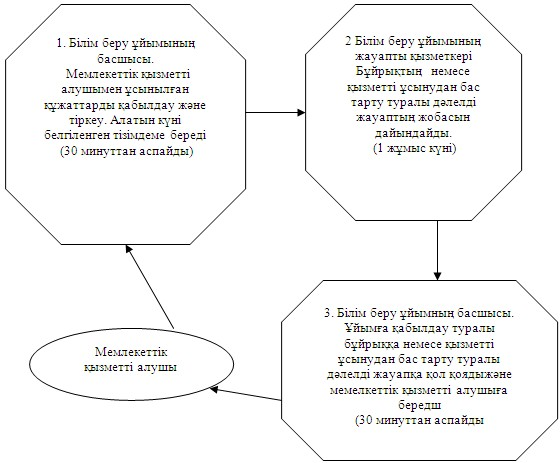 1. Білім беру ұйымының
басшысы.
Мемлекеттік қызметті
алушымен ұсынылған
құжаттарды қабылдау және
тіркеу. Алатын күні
белгіленген тізімдеме береді
(30 минуттан аспайды)
2 Білім беру ұйымының
жауапты қызметкері
Бұйрықтың немесе
қызметті ұсынудан бас
тарту туралы дәлелді
жауаптың жобасын
дайындайды.
(1 жұмыс күні)
3. Білім беру ұйымның басшысы.
Ұйымға қабылдау туралы
бұйрыққа немесе қызметті
ұсынудан бас тарту туралы
дәлелді жауапқа қол қоядыжәне
мемелкеттік қызметті алушыға
бередш
(30 минуттан аспайды
Мемлекеттік
қызметті алушы